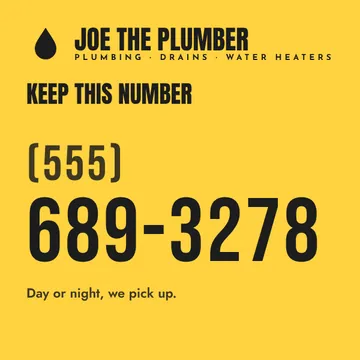 JOE THE PLUMBER
PLUMBING · DRAINS · WATER HEATERS
KEEP THIS NUMBER
(555)
689-3278
Day or night, we pick up.